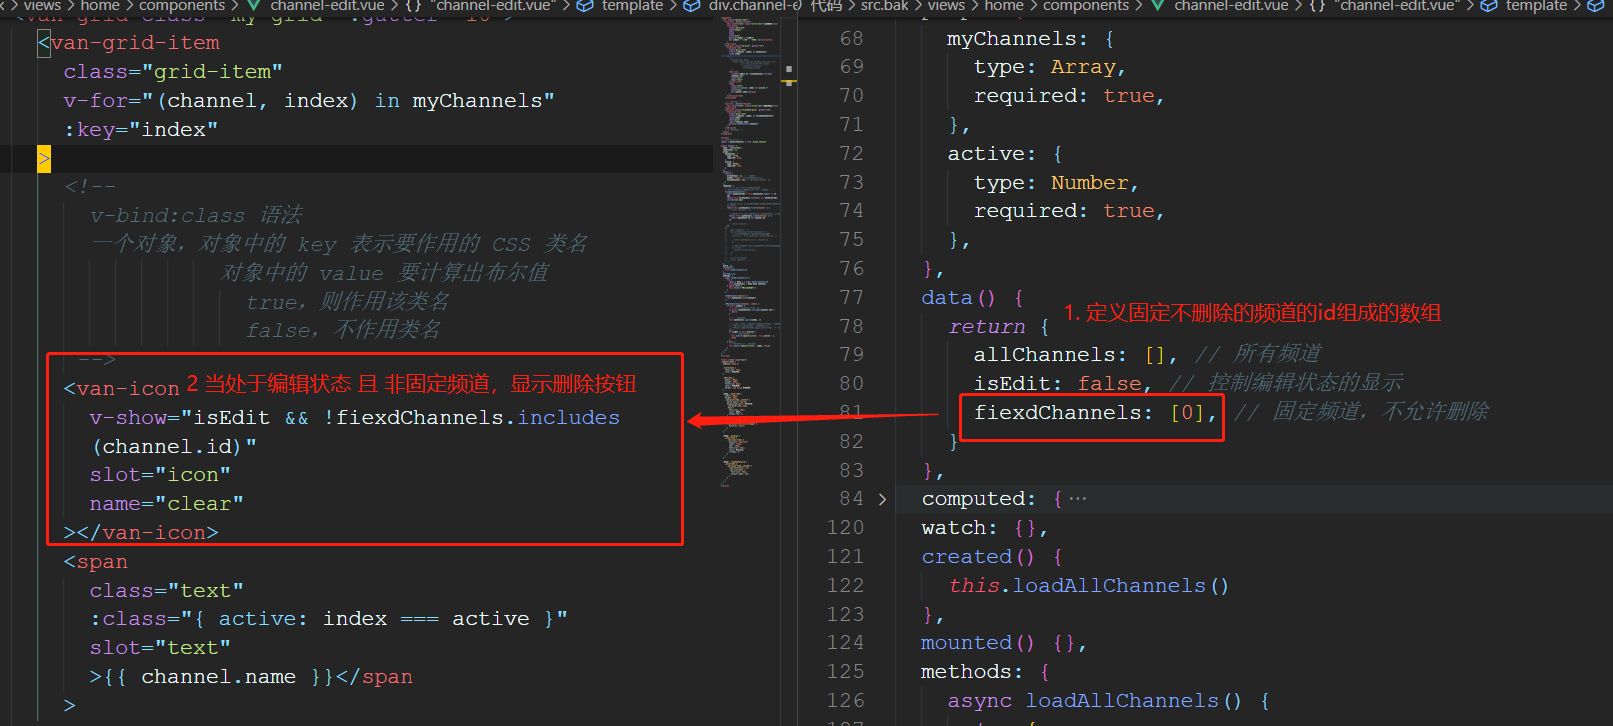 views > home > components > channel-edit.vue > {} "channel-edit.vue" > template > div.channel-e
<van-grid class="my-grid" :gutter="10">
<van-grid-item
class="grid-item"
v-for="(channel, index) in myChannels"
:key="index"
>
<!--
v-bind:class 语法
一个对象，对象中的 key 表示要作用的 CSS 类名
对象中的 value 要计算出布尔值
true，则作用该类名
false，不作用类名
-->
<van-icon 2 当处于编辑状态 且 非固定频道，显示删除按钮
v-show="isEdit && !fiexdChannels.includes
(channel.id)"
slot="icon"
name="clear"
></van-icon>
<span
class="text"
:class="{ active: index === active }"
slot="text"
>{{ channel.name }}</span
>
代码 > src.bak > views > home > components > channel-edit.vue > {} "channel-edit.vue" > template >
68 myChannels: {
69 type: Array,
70 required: true,
71 },
72 active: {
73 type: Number,
74 required: true,
75 },
76 },
77 data() {
1. 定义固定不删除的频道的id组成的数组
78 return {
79 allChannels: [], // 所有频道
80 isEdit: false, // 控制编辑状态的显示
81 fiexdChannels: [0], // 固定频道，不允许删除
82 }
83 },
84 > computed: { ⋯
120 watch: {},
121 created() {
122 this.loadAllChannels()
123 },
124 mounted() {},
125 methods: {
126 async loadAllChannels() {